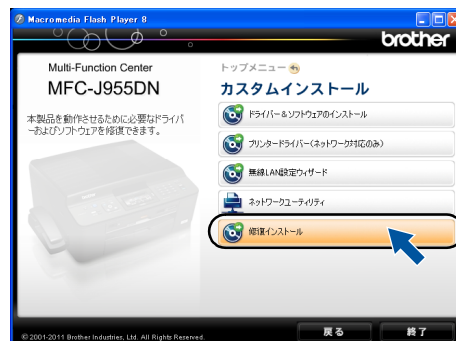 Macromedia Flash Player 8
brother
Multi-Function Center
MFC-J955DN
本製品を動作させるために必要なドライバ
ーおよびソフトウェアを修復できます。
トップメニュー
カスタムインストール
ドライバー&ソフトウェアのインストール
プリンタードライバー(ネットワーク対応のみ)
無線LAN設定ウィザード
ネットワークユーティリティ
修復インストール
© 2001-2011 Brother Industries, Ltd. All Rights Reserved.
戻る
終了